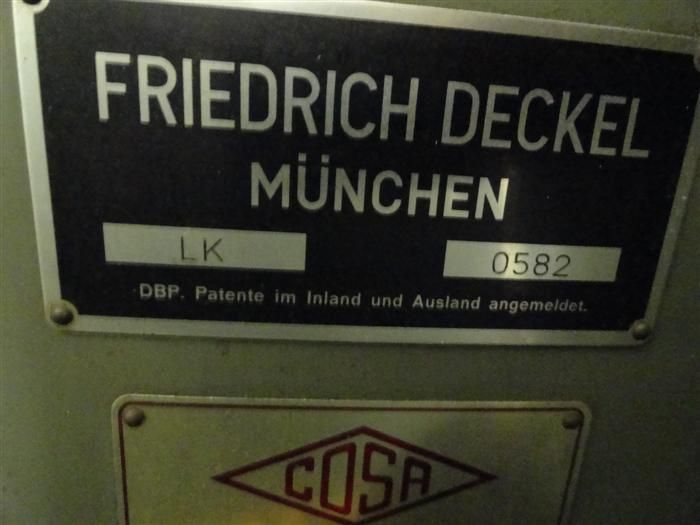 FRIEDRICH DECKEL
MÜNCHEN
LK 0582
DBP. Patente im Inland und Ausland angemeldet.
COSA